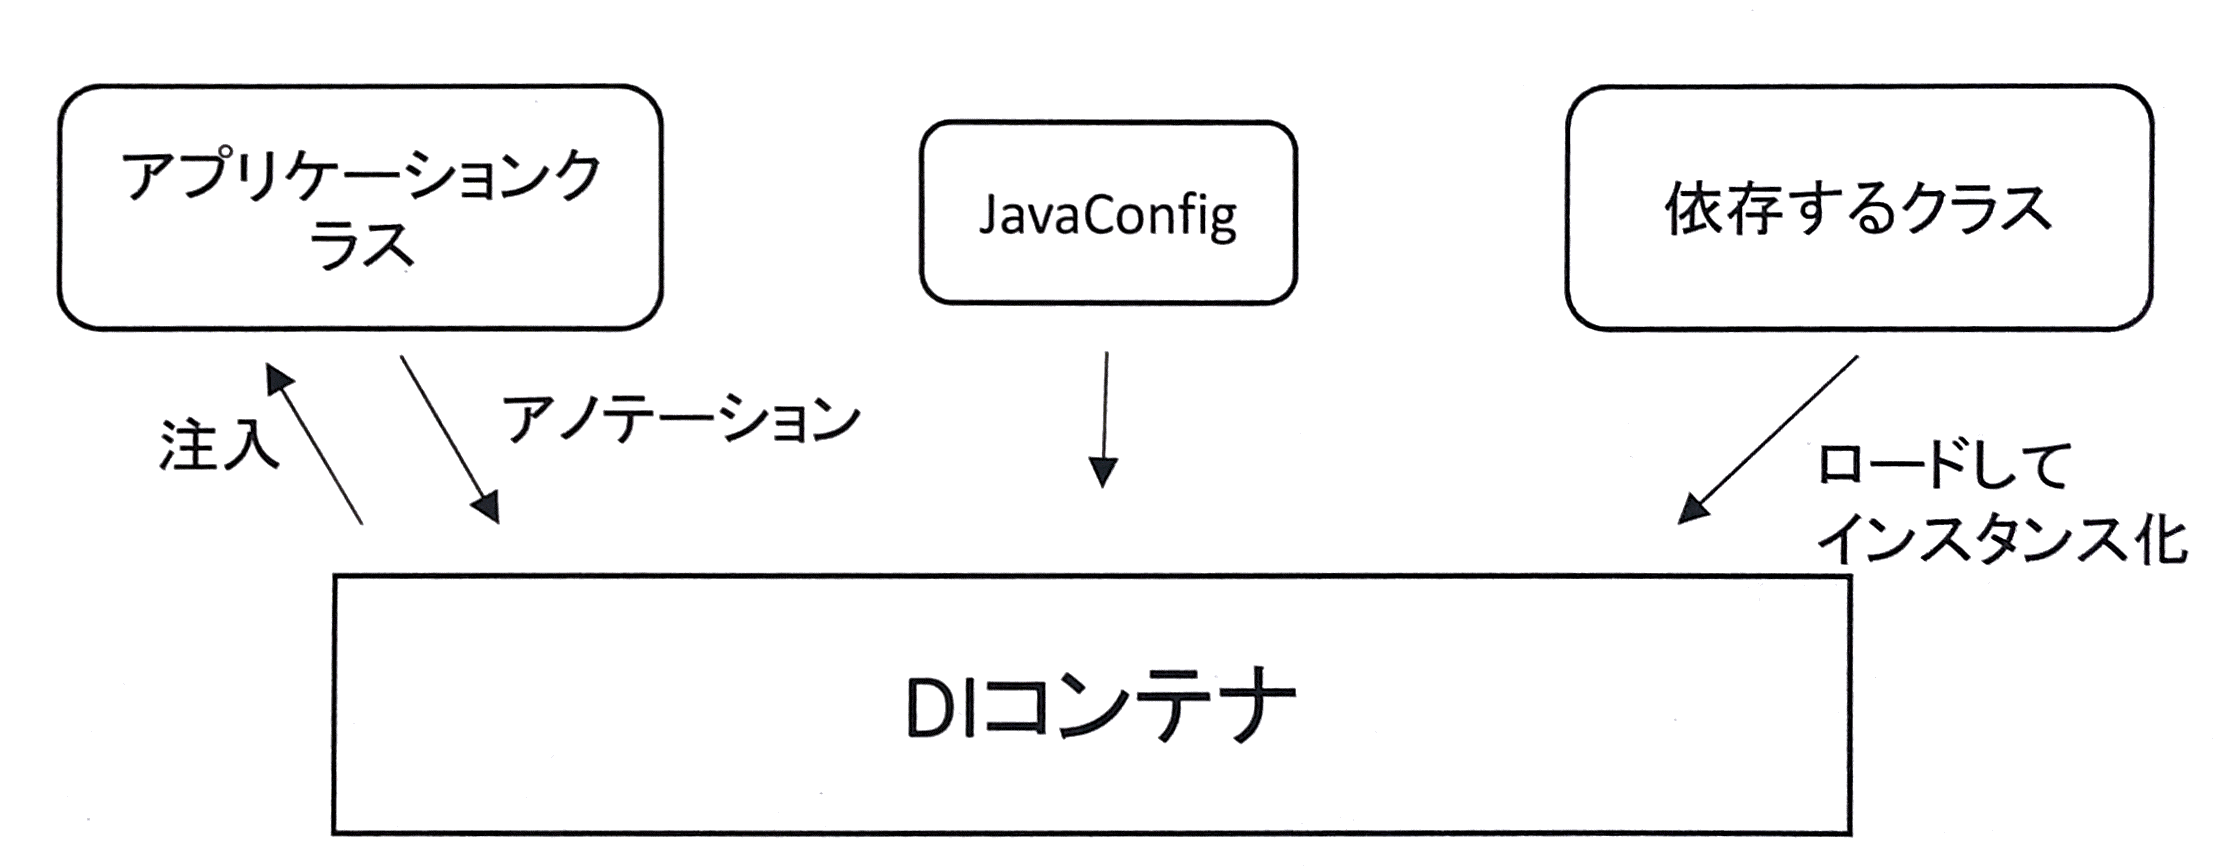 アプリケーションク
ラス
JavaConfig
依存するクラス
注入
アノテーション
ロードして
インスタンス化
DIコンテナ